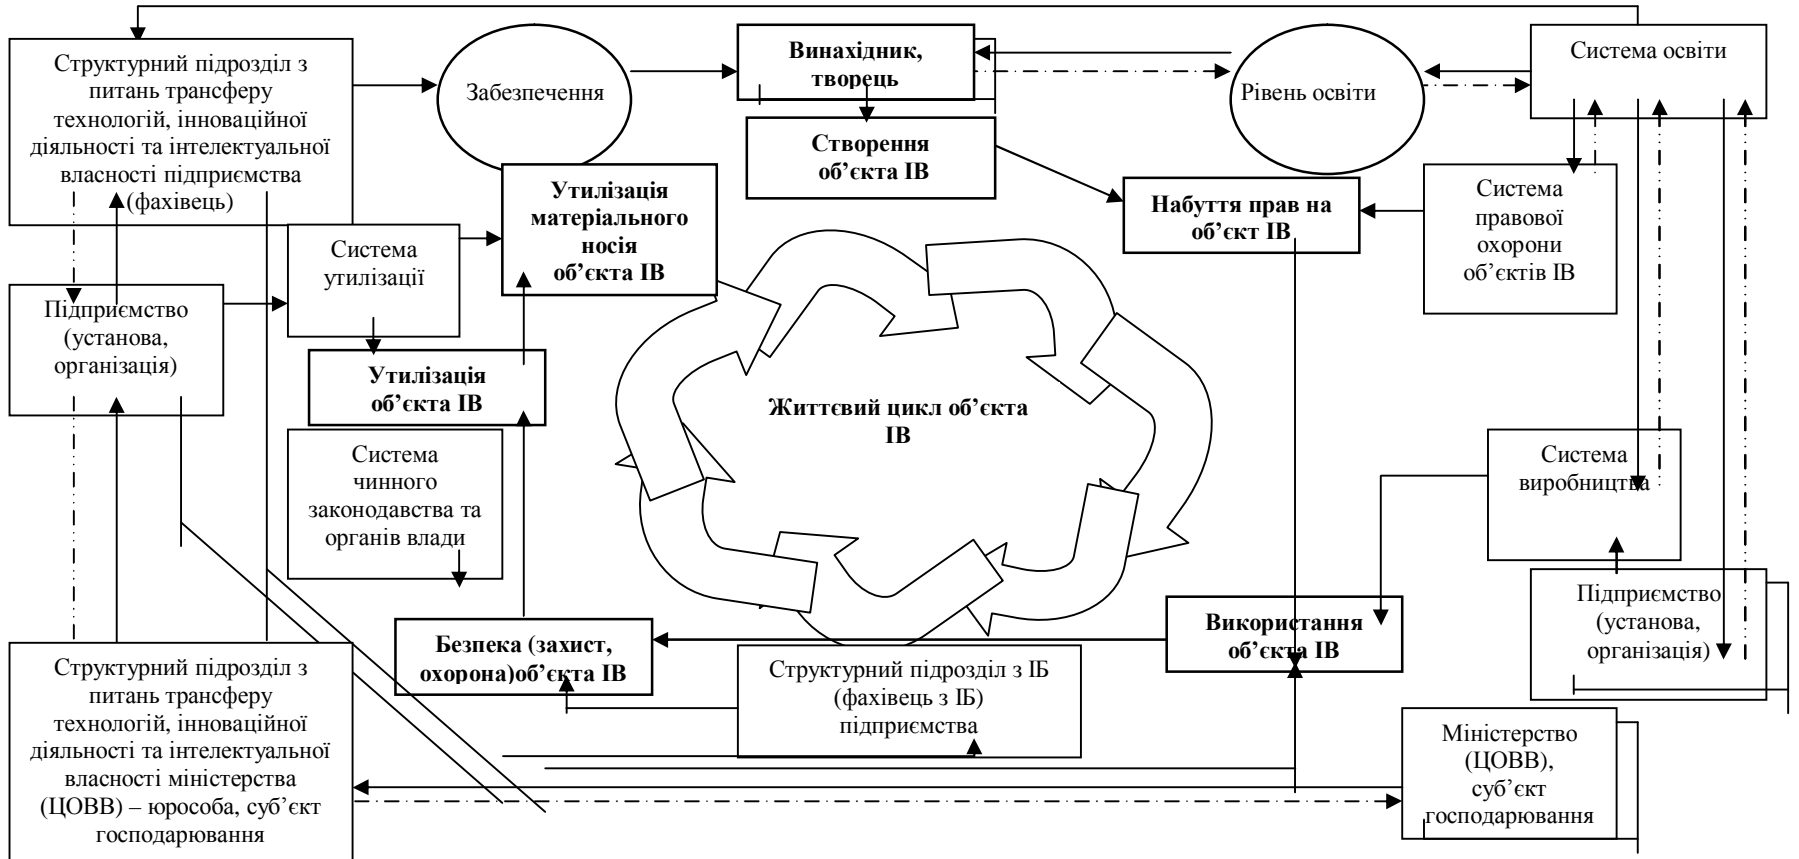 Структурний підрозділ з
питань трансферу
технологій, інноваційної
діяльності та інтелектуальної
власності підприємства
(фахівець)
Забезпечення
Винахідник,
творець
Рівень освіти
Система освіти
Створення
об’єкта ІВ
Утилізація
матеріального
носія
об’єкта ІВ
Набуття прав на
об’єкт ІВ
Система
правової
охорони
об’єктів ІВ
Система
утилізації
Підприємство
(установа,
організація)
Утилізація
об’єкта ІВ
Життєвий цикл об’єкта
ІВ
Система
чинного
законодавства та
органів влади
Система
виробництва
Підприємство
(установа,
організація)
Безпека (захист,
охорона)об’єкта ІВ
Використання
об’єкта ІВ
Структурний підрозділ з ІБ
(фахівець з ІБ)
підприємства
Структурний підрозділ з
питань трансферу
технологій, інноваційної
діяльності та інтелектуальної
власності міністерства
(ЦОВВ) – юрособа, суб’єкт
господарювання
Міністерство
(ЦОВВ),
суб’єкт
господарювання